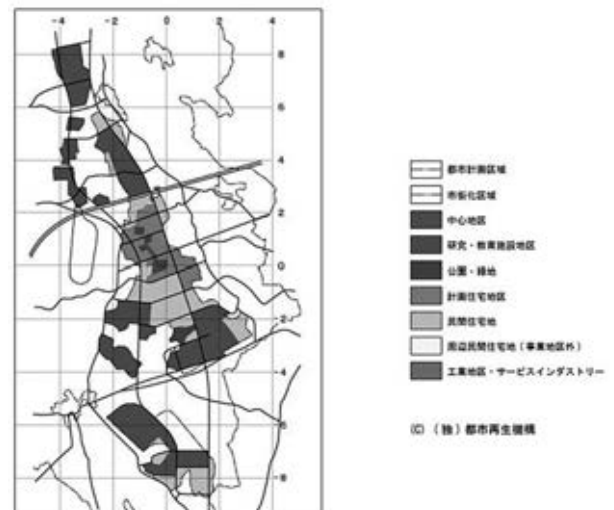 -4 -2 0 2 4
8
6
4
2
0
-2
-4
-6
-8
都市計画区域
市街化区域
中心地区
研究・教育施設地区
公園・緑地
計画住宅地区
民間住宅地
周辺民間住宅地(事業地区外)
工業地区・サービスインダストリー
(C) (独)都市再生機構